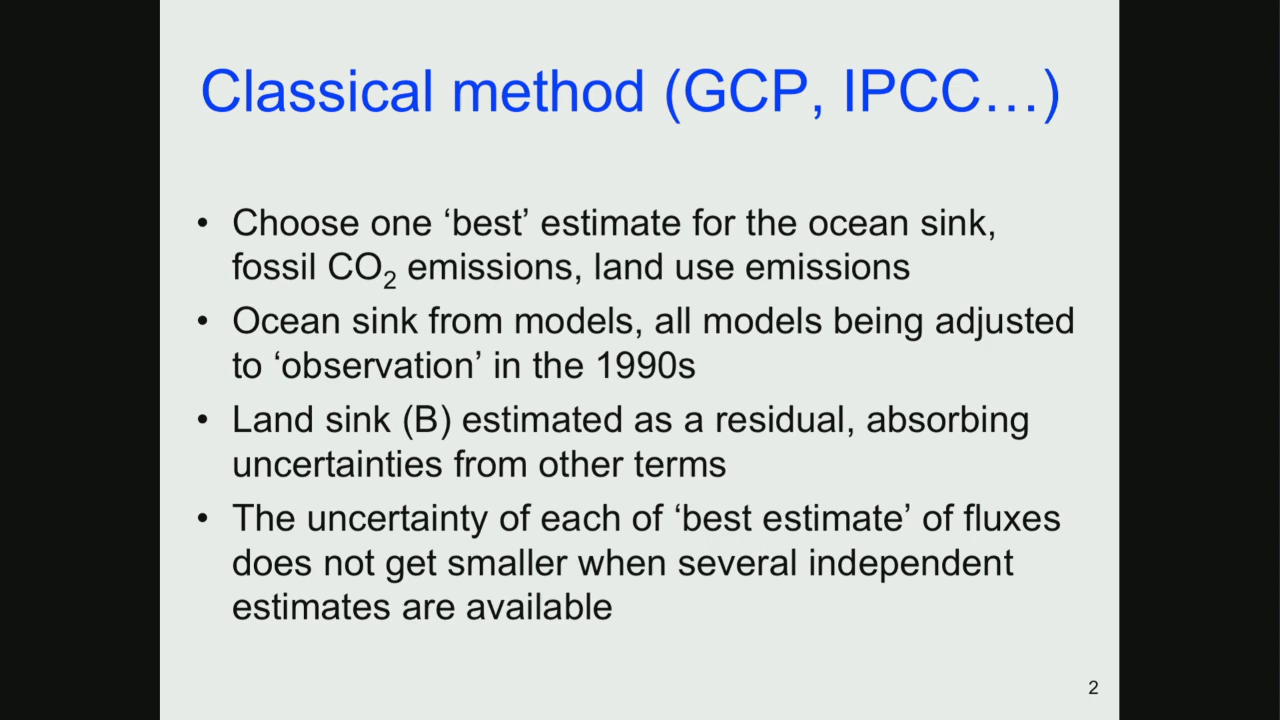 Classical method (GCP, IPCC…)
• Choose one ‘best’ estimate for the ocean sink,
fossil CO₂ emissions, land use emissions
• Ocean sink from models, all models being adjusted
to ‘observation’ in the 1990s
• Land sink (B) estimated as a residual, absorbing
uncertainties from other terms
• The uncertainty of each of ‘best estimate’ of fluxes
does not get smaller when several independent
estimates are available
2